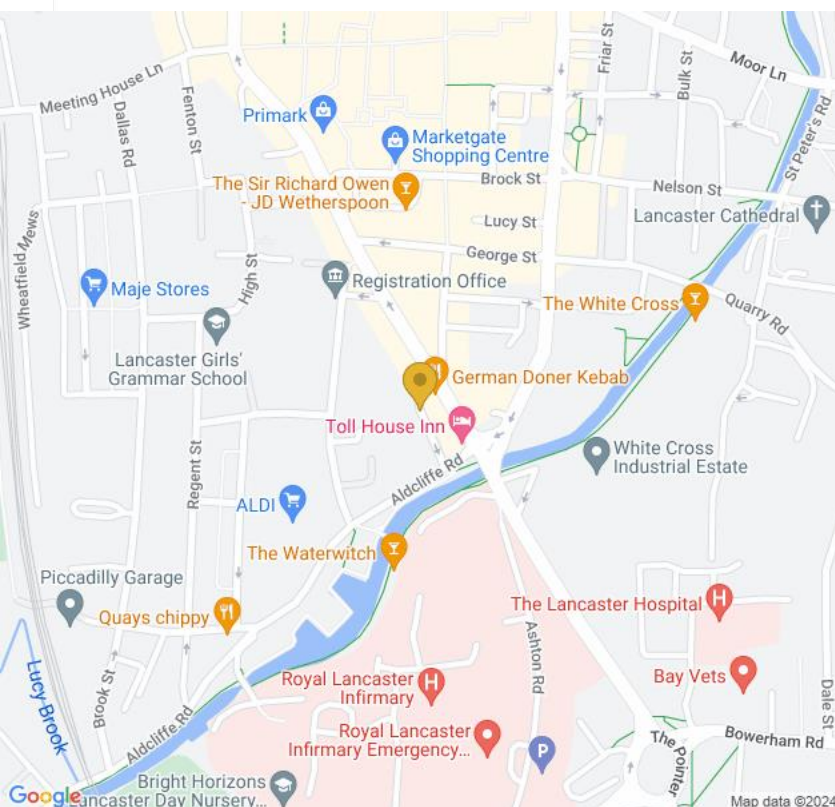 Moor Ln
Friar St
Bulk St
St Peter's Rd
Meeting House Ln
Dallas Rd
Fenton St
Primark
Marketgate
Shopping Centre
Brock St
Nelson St
The Sir Richard Owen
- JD Wetherspoon
Lucy St
Lancaster Cathedral
George St
Wheatfield Mews
High St
Maje Stores
Registration Office
The White Cross
Quarry Rd
Lancaster Girls'
Grammar School
German Doner Kebab
Toll House Inn
Regent St
Aldcliffe Rd
White Cross
Industrial Estate
ALDI
The Waterwitch
Piccadilly Garage
Quays chippy
The Lancaster Hospital
Ashton Rd
Lucy Brook
Brook St
Royal Lancaster
Infirmary
Bay Vets
Dale St
Aldcliffe Rd
Royal Lancaster
Infirmary Emergency...
P
The Pointer
Bowerham Rd
Bright Horizons
Lancaster Day Nursery...
Google
Map data ©202